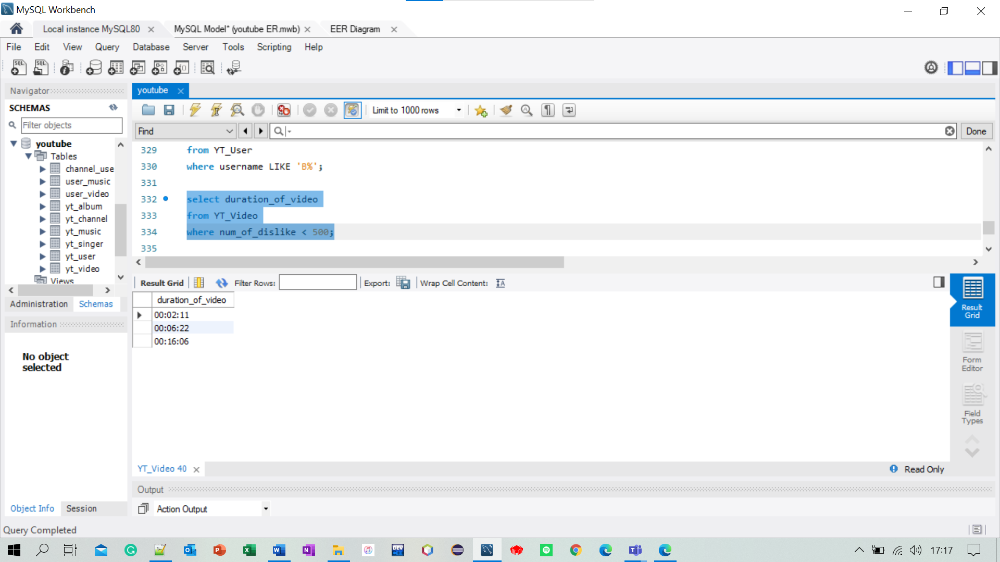 MySQL Workbench
Local instance MySQL80
MySQL Model* (youtube ER.mwb)
EER Diagram
File Edit View Query Database Server Tools Scripting Help
Navigator
SCHEMAS
Filter objects
youtube
Tables
channel_use
user_music
user_video
yt_album
yt_channel
yt_music
yt_singer
yt_user
yt_video
Views
Administration Schemas
Information
No object
selected
Object Info Session
youtube
Limit to 1000 rows
Find
Done
329 from YT_User
330 where username LIKE 'B%';
331
332 select duration_of_video
333 from YT_Video
334 where num_of_dislike < 500;
335
Result Grid Filter Rows: Export: Wrap Cell Content:
duration_of_video
00:02:11
00:06:22
00:16:06
Result
Grid
Form
Editor
Field
Types
YT_Video 40
Read Only
Output
Action Output
Query Completed
17:17